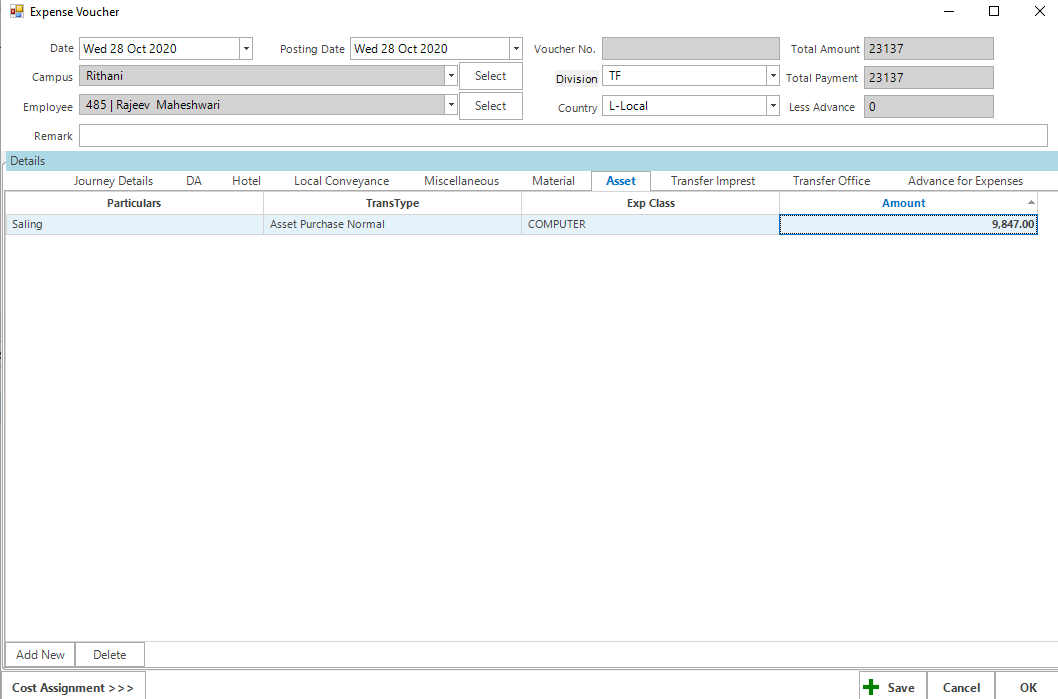 Expense Voucher
Date Wed 28 Oct 2020 Posting Date Wed 28 Oct 2020 Voucher No. Total Amount 23137
Campus Rithani Select Division TF Total Payment 23137
Employee 485 | Rajeev Maheshwari Select Country L-Local Less Advance 0
Remark
Details
Journey Details DA Hotel Local Conveyance Miscellaneous Material Asset Transfer Imprest Transfer Office Advance for Expenses
Particulars TransType Exp Class Amount
Saling Asset Purchase Normal COMPUTER 9,847.00
Add New Delete
Cost Assignment >>> Save Cancel OK